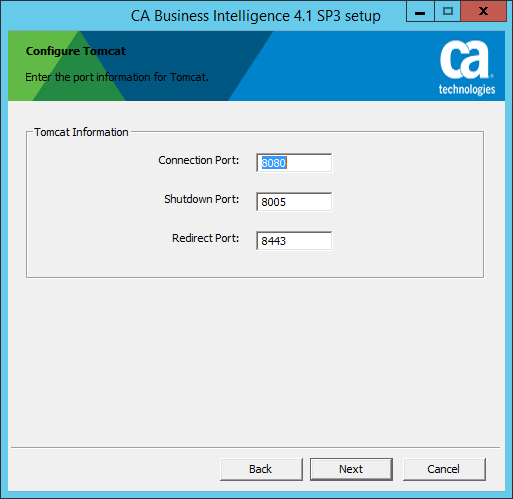 CA Business Intelligence 4.1 SP3 setup
Configure Tomcat
Enter the port information for Tomcat.
ca
technologies
Tomcat Information
Connection Port: 8080
Shutdown Port: 8005
Redirect Port: 8443
Back Next Cancel